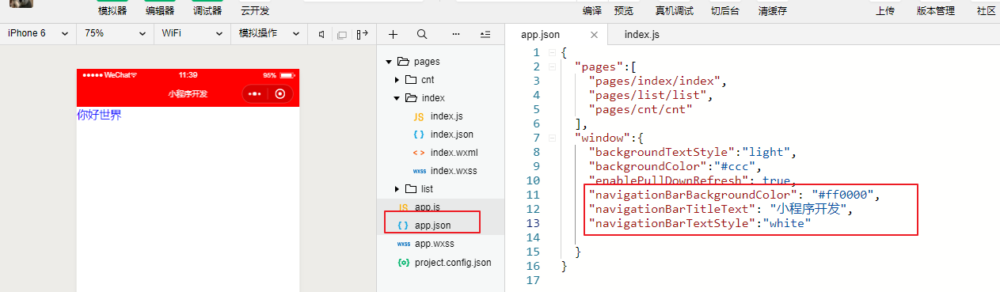 模拟器 编辑器 调试器 云开发 编译 预览 真机调试 切后台 清缓存 上传 版本管理 社区
iPhone 6 75% WiFi 模拟操作
app.json index.js
WeChat 11:39 95%
小程序开发
你好世界
pages
cnt
index
index.js
index.json
index.wxml
index.wxss
list
app.js
app.json
app.wxss
project.config.json
1 {
2 "pages":[
3 "pages/index/index",
4 "pages/list/list",
5 "pages/cnt/cnt"
6 ],
7 "window":{
8 "backgroundTextStyle":"light",
9 "backgroundColor":"#ccc",
10 "enablePullDownRefresh": true,
11 "navigationBarBackgroundColor": "#ff0000",
12 "navigationBarTitleText": "小程序开发",
13 "navigationBarTextStyle":"white"
14
15 }
16 }
17